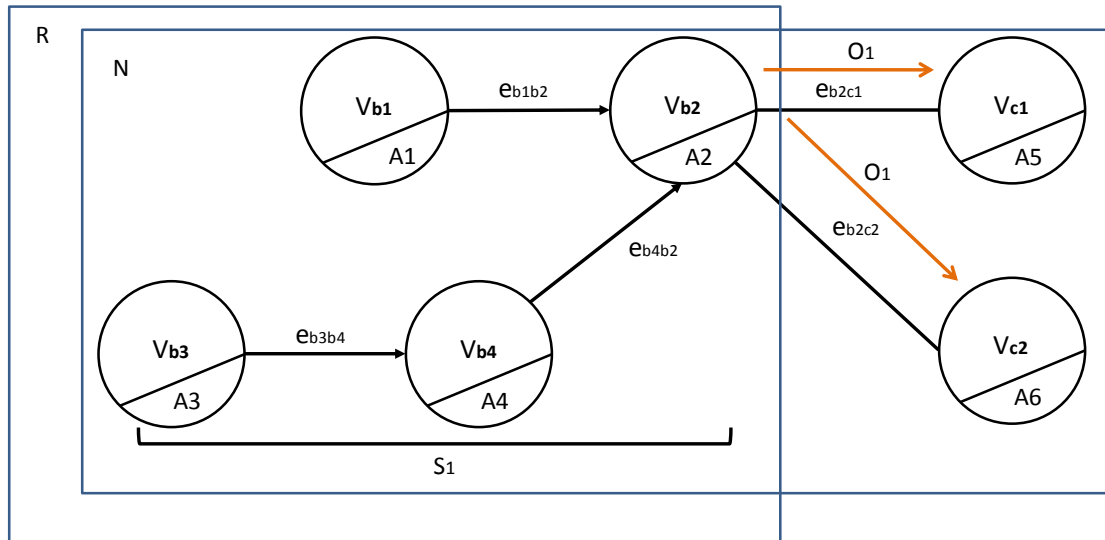 R
N
O1
eb1b2
eb2c1
Vb1
Vb2
Vc1
A1
A2
A5
O1
eb2c2
eb4b2
eb3b4
Vb3
Vb4
Vc2
A3
A4
A6
S1